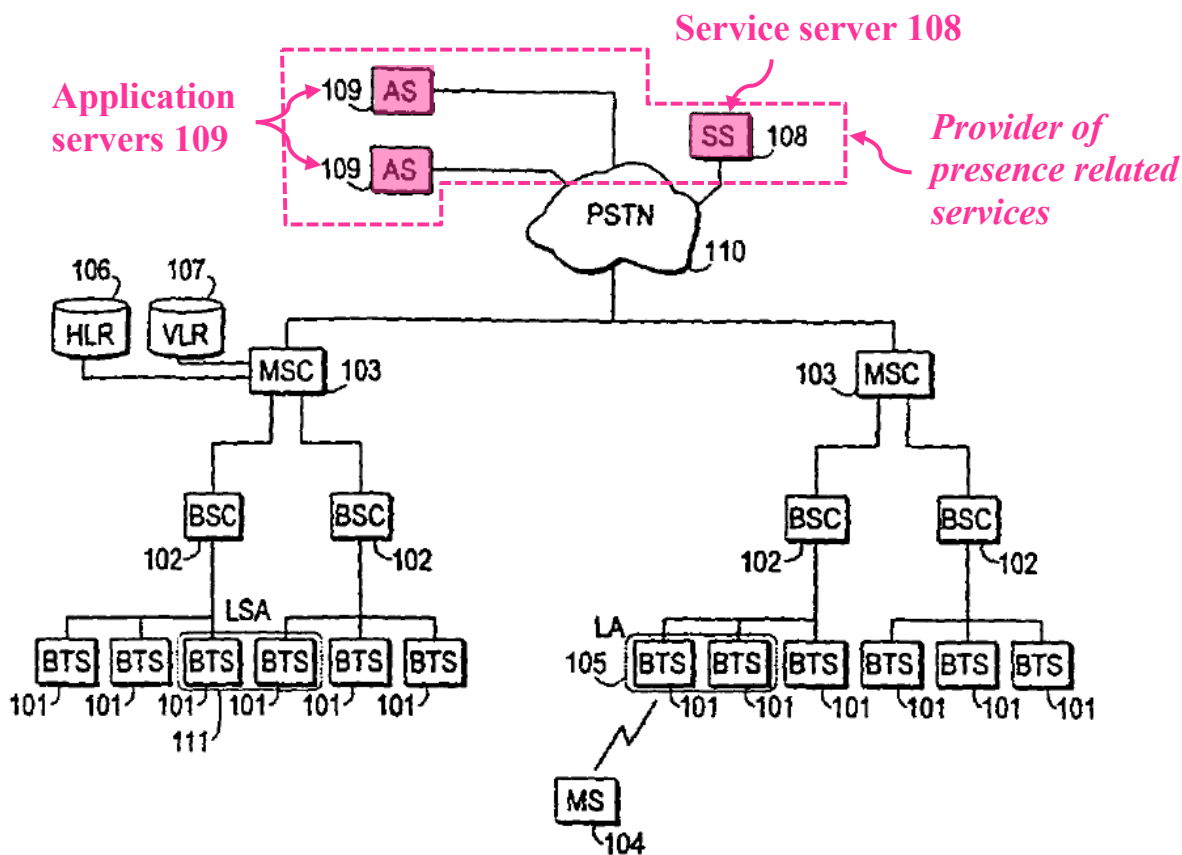 Service server 108
Application
servers 109
109
AS
109
AS
SS
108
Provider of
presence related
services
PSTN
110
106
107
HLR
VLR
MSC
103
103
MSC
BSC
102
BSC
102
BSC
102
BSC
102
LSA
LA
105
BTS
BTS
BTS
BTS
BTS
BTS
BTS
BTS
BTS
BTS
BTS
BTS
101
101
101
101
101
101
101
101
101
101
101
101
111
MS
104